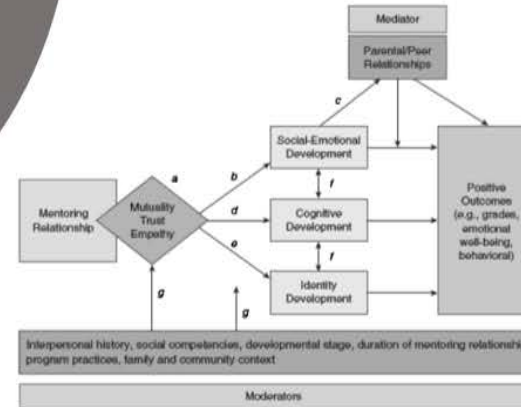 Mediator
Parental/Peer
Relationships
c
Social-Emotional
Development
a
b
f
Mentoring
Relationship
Mutuality
Trust
Empathy
d
Cognitive
Development
Positive
Outcomes
(e.g., grades,
emotional
well-being,
behavioral)
e
f
Identity
Development
g
g
Interpersonal history, social competencies, developmental stage, duration of mentoring relationship
program practices, family and community context
Moderators